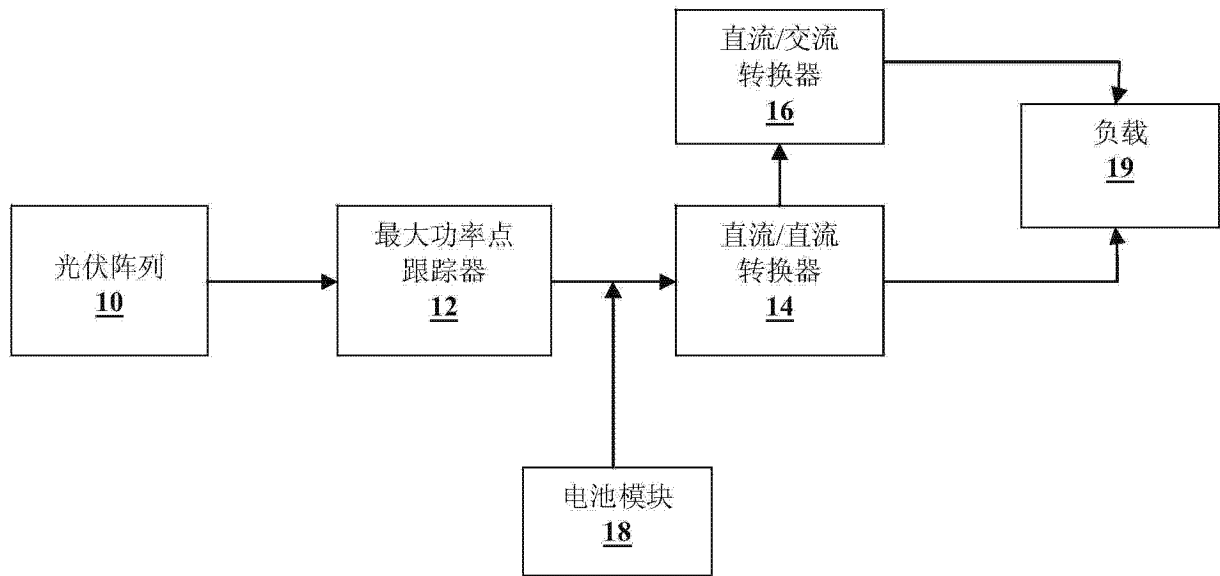 直流/交流
转换器
16
负载
19
光伏阵列
10
最大功率点
跟踪器
12
直流/直流
转换器
14
电池模块
18